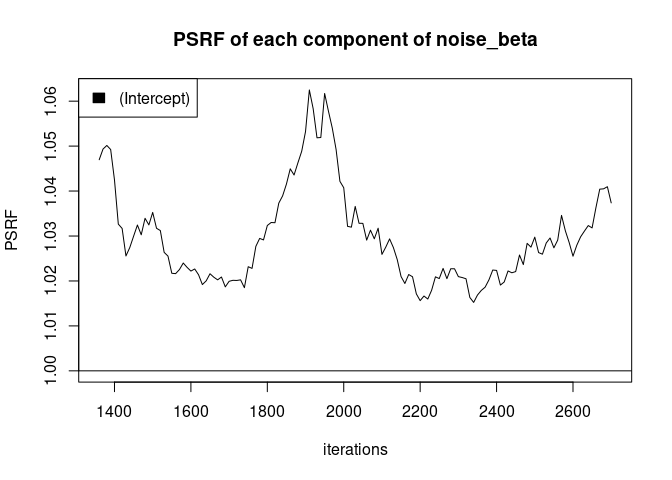 PSRF of each component of noise_beta
(Intercept)
PSRF
1.06
1.05
1.04
1.03
1.02
1.01
1.00
1400 1600 1800 2000 2200 2400 2600
iterations